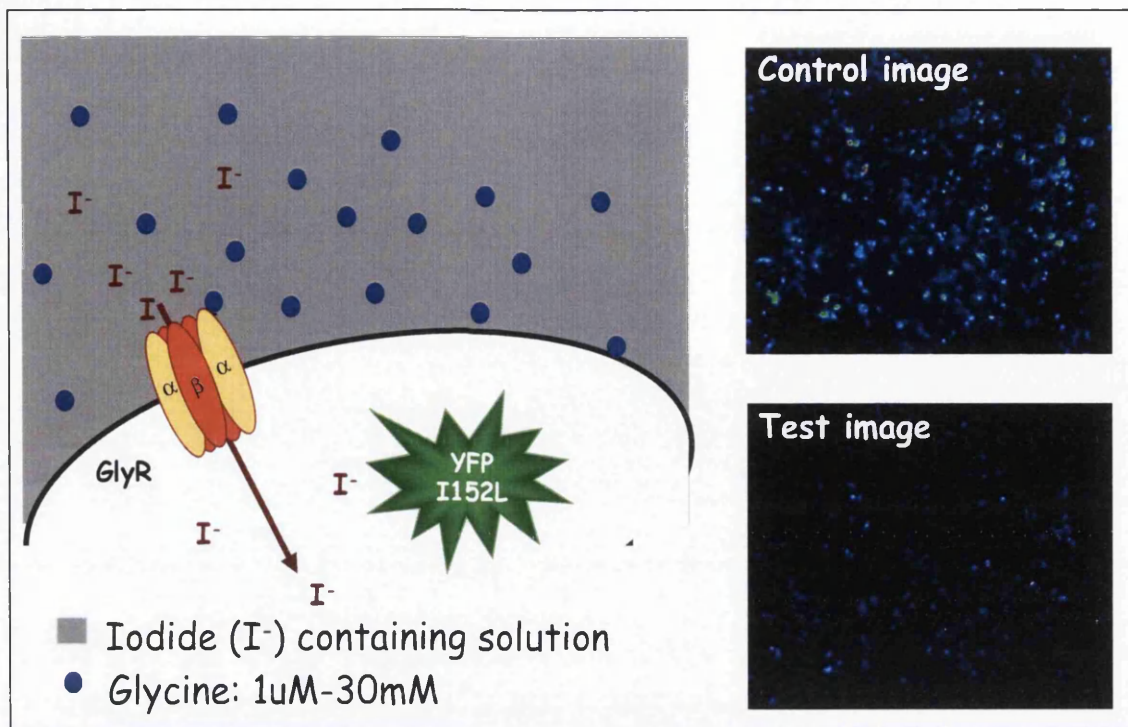 I⁻
I⁻
I⁻ I⁻
I
α β α
GlyR
YFP
I152L
I⁻
I⁻
I⁻
Iodide (I⁻) containing solution
Glycine: 1uM-30mM
Control image
Test image